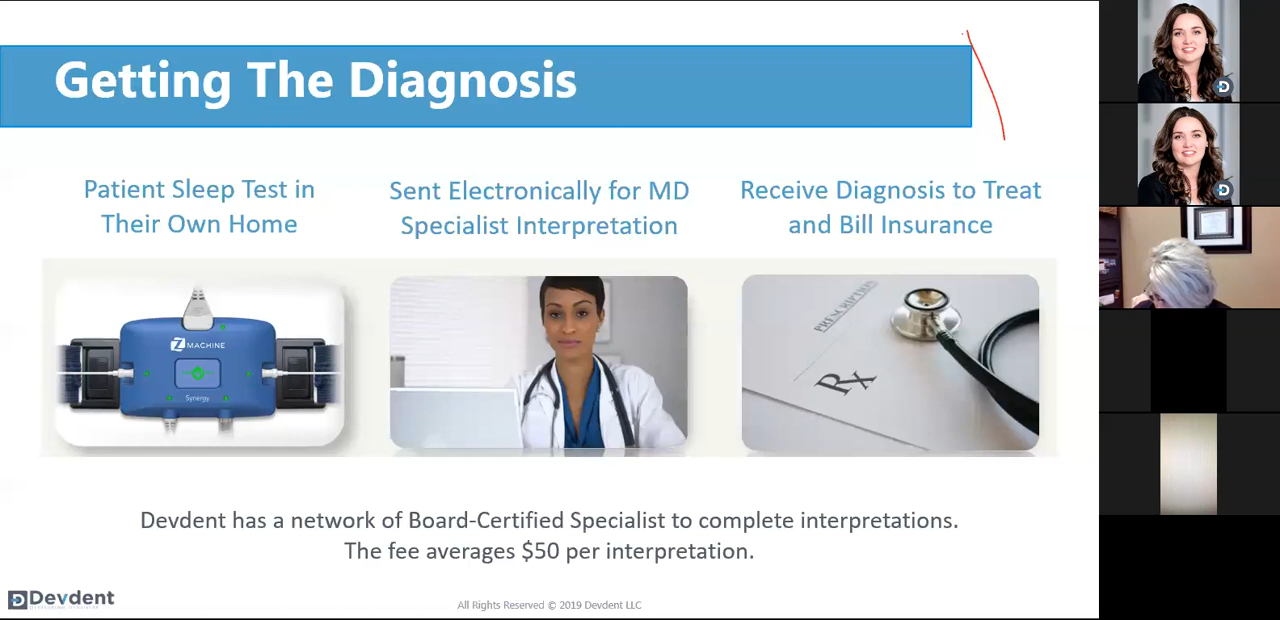 Getting The Diagnosis
Patient Sleep Test in
Their Own Home
Sent Electronically for MD
Specialist Interpretation
Receive Diagnosis to Treat
and Bill Insurance
Z MACHINE
Synergy
PRESCRIPTION
Rx
Devdent has a network of Board-Certified Specialist to complete interpretations.
The fee averages $50 per interpretation.
Devdent
All Rights Reserved © 2019 Devdent LLC
D
D